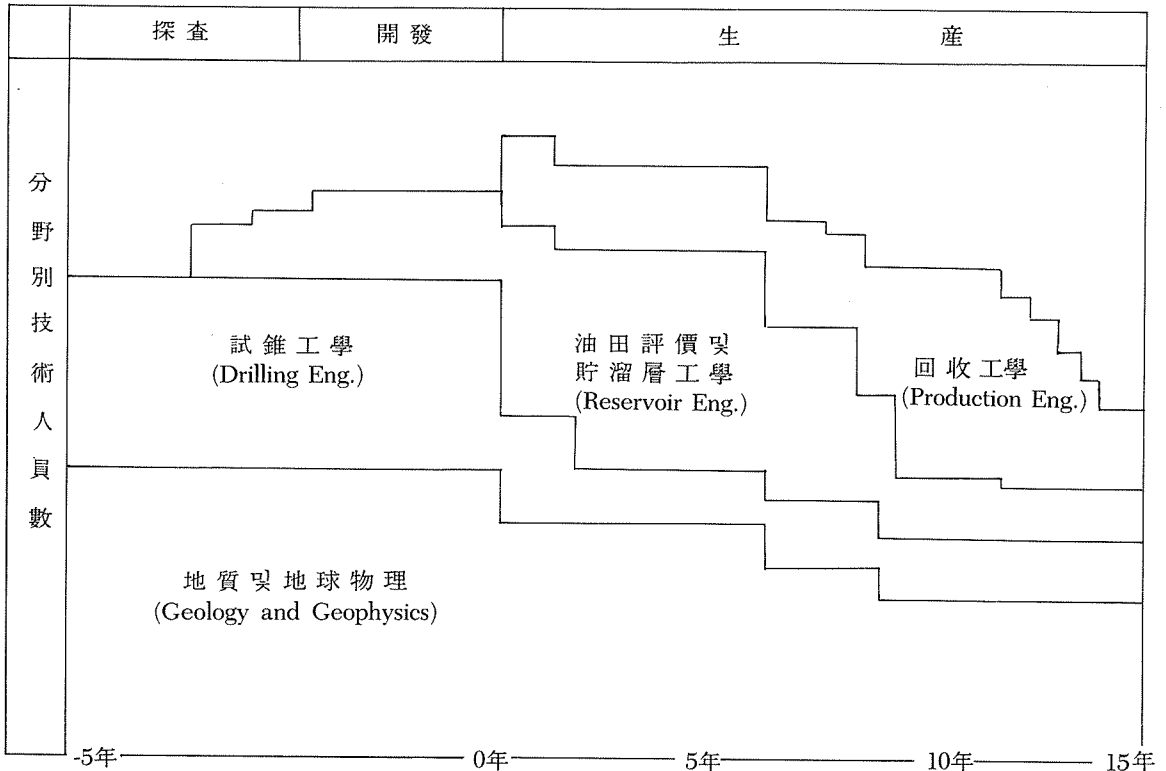 探査
開發
生産
分野別技術人員數
試錐工學
(Drilling Eng.)
油田評價 및
貯溜層工學
(Reservoir Eng.)
回收工學
(Production Eng.)
地質 및 地球物理
(Geology and Geophysics)
-5年 0年 5年 10年 15年